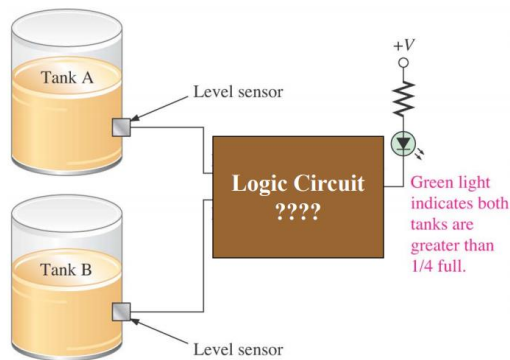 Tank A
Level sensor
+V
Logic Circuit
????
Green light
indicates both
tanks are
greater than
1/4 full.
Tank B
Level sensor